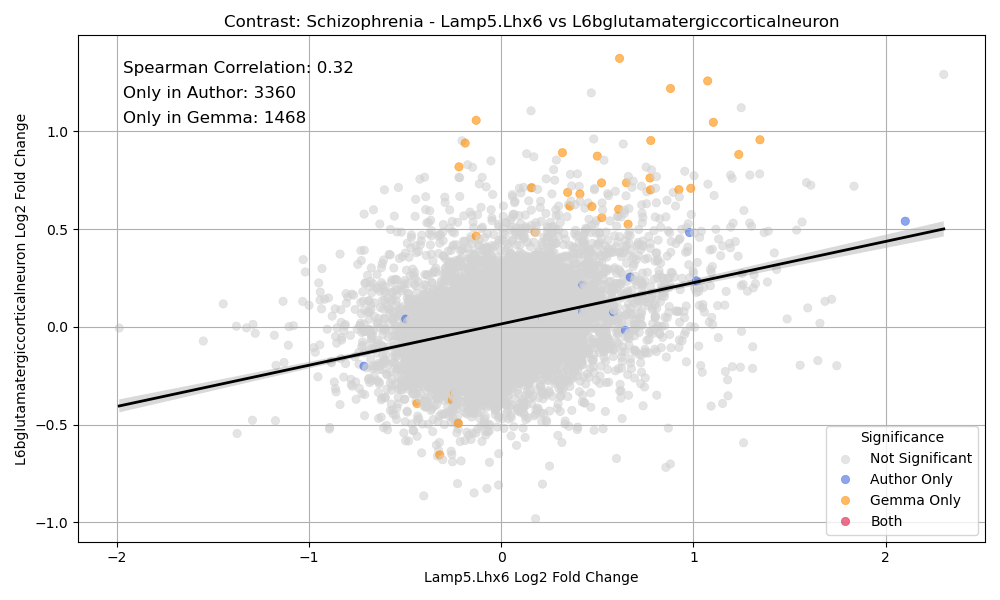 Contrast: Schizophrenia - Lamp5.Lhx6 vs L6bglutamatergiccorticalneuron
Spearman Correlation: 0.32
Only in Author: 3360
Only in Gemma: 1468
L6bglutamatergiccorticalneuron Log2 Fold Change
1.0
0.5
0.0
−0.5
−1.0
Significance
Not Significant
Author Only
Gemma Only
Both
−2
−1
0
1
2
Lamp5.Lhx6 Log2 Fold Change